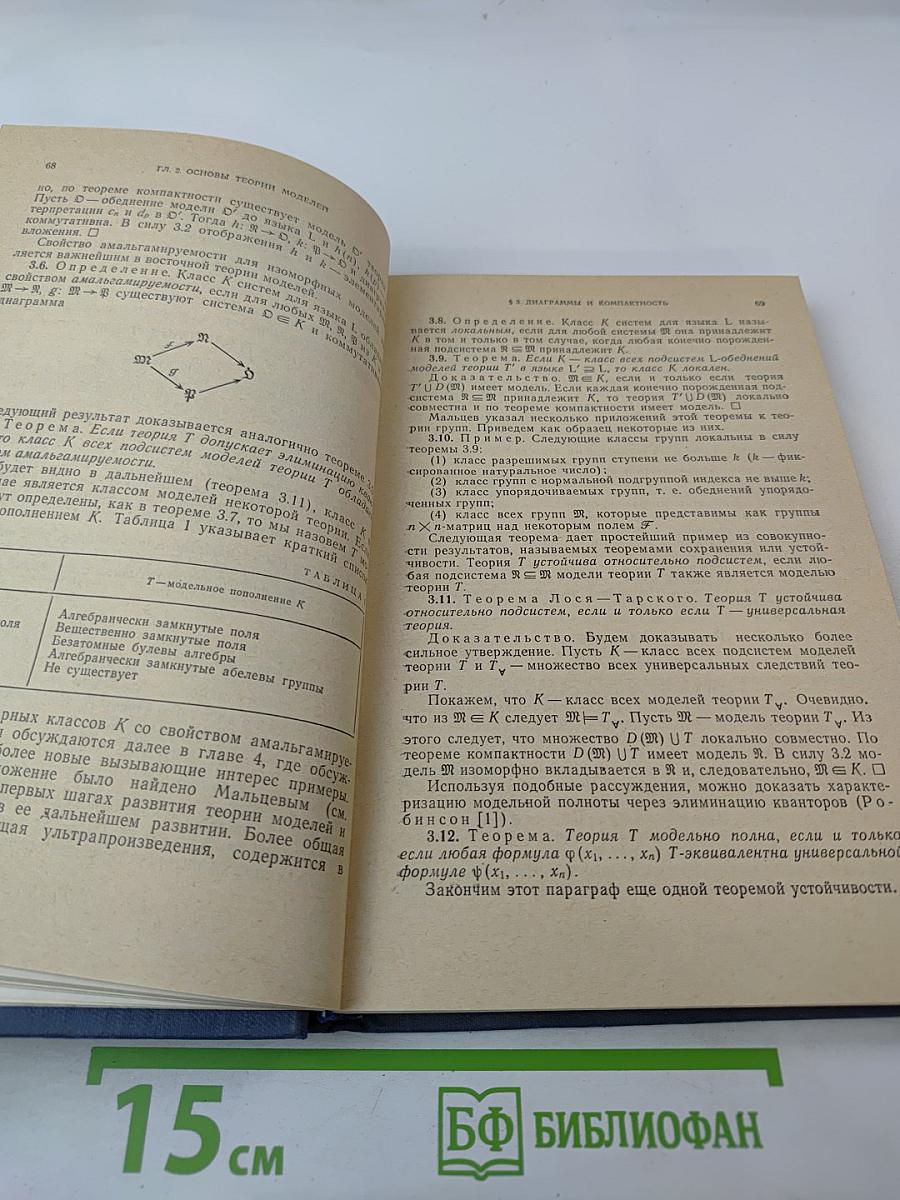 68
ГЛ. 2. ОСНОВЫ ТЕОРИИ МОДЕЛЕЙ
но, по теореме компактности существует модель 𝔇′ теории
Пусть 𝔇 — обеднение модели 𝔇′ до языка L и h(n), k(p)
терпретации cₙ и dₚ в 𝔇′. Тогда h: 𝔑→𝔇, k: 𝔓→𝔇 и диаграмма
коммутативна. В силу 3.2 отображения h и k — элементарные
вложения. □
Свойство амальгамируемости для изоморфных
ляется важнейшим в восточной теории моделей.
3.6. Определение. Класс K систем для языка L
свойством амальгамируемости, если для любых 𝔐, 𝔑, 𝔓 из K
𝔐→𝔑, g: 𝔐→𝔓 существуют система 𝔇 ∈ K и
диаграмма
коммутативна
𝔐 f 𝔑
g 𝔓 𝔇
едующий результат доказывается аналогично теореме
Теорема. Если теория T допускает элиминацию
о класс K всех подсистем моделей теории T
м амальгамируемости.
будет видно в дальнейшем (теорема 3.11), класс K
чае является классом моделей некоторой теории. Если
ут определены, как в теореме 3.7, то мы назовем T
ополнением K. Таблица 1 указывает краткий список
ТАБЛИЦА
T — модельное пополнение K
оля
Алгебраически замкнутые поля
Вещественно замкнутые поля
Безатомные булевы алгебры
Алгебраически замкнутые абелевы группы
Не существует
рных классов K со свойством амальгамируе-
и обсуждаются далее в главе 4, где обсуж-
более новые вызывающие интерес примеры.
ожение было найдено Мальцевым (см.
первых шагах развития теории моделей и
в ее дальнейшем развитии. Более общая
щая ультрапроизведения, содержится в
§ 3. ДИАГРАММЫ И КОМПАКТНОСТЬ
69
3.8. Определение. Класс K систем для языка L назы-
вается локальным, если для любой системы 𝔐 она принадлежит
K в том и только в том случае, когда любая конечно порожден-
ная подсистема 𝔑 ⊆ 𝔐 принадлежит K.
3.9. Теорема. Если K — класс всех подсистем L-обеднений
моделей теории T′ в языке L′ ⊇ L, то класс K локален.
Доказательство. 𝔐 ∈ K, если и только если теория
T′ ∪ D(𝔐) имеет модель. Если каждая конечно порожденная под-
система 𝔑 ⊆ 𝔐 принадлежит K, то теория T′ ∪ D(𝔐) локально
совместна и по теореме компактности имеет модель. □
Мальцев указал несколько приложений этой теоремы к тео-
рии групп. Приведем как образец некоторые из них.
3.10. Пример. Следующие классы групп локальны в силу
теоремы 3.9:
(1) класс разрешимых групп ступени не больше k (k — фик-
сированное натуральное число);
(2) класс групп с нормальной подгруппой индекса не выше k;
(3) класс упорядочиваемых групп, т. е. обеднений упорядо-
ченных групп;
(4) класс всех групп 𝔐, которые представимы как группы
n × n-матриц над некоторым полем ℱ.
Следующая теорема дает простейший пример из совокупно-
сти результатов, называемых теоремами сохранения или устой-
чивости. Теория T устойчива относительно подсистем, если лю-
бая подсистема 𝔑 ⊆ 𝔐 модели теории T также является моделью
теории T.
3.11. Теорема Лося — Тарского. Теория T устойчива
относительно подсистем, если и только если T — универсальная
теория.
Доказательство. Будем доказывать несколько более
сильное утверждение. Пусть K — класс всех подсистем моделей
теории T и T∀ — множество всех универсальных следствий тео-
рии T.
Покажем, что K — класс всех моделей теории T∀. Очевидно,
что из 𝔐 ∈ K следует 𝔐 ⊨ T∀. Пусть 𝔐 — модель теории T∀. Из
этого следует, что множество D(𝔐) ∪ T локально совместно. По
теореме компактности D(𝔐) ∪ T имеет модель 𝔑. В силу 3.2 мо-
дель 𝔐 изоморфно вкладывается в 𝔑 и, следовательно, 𝔐 ∈ K. □
Используя подобные рассуждения, можно доказать характе-
ризацию модельной полноты через элиминацию кванторов (Ро-
бинсон [1]).
3.12. Теорема. Теория T модельно полна, если и только
если любая формула φ(x₁, ..., xₙ) T-эквивалентна универсальной
формуле ψ(x₁, ..., xₙ).
Закончим этот параграф еще одной теоремой устойчивости.
15 см
БФ БИБЛИОФАН